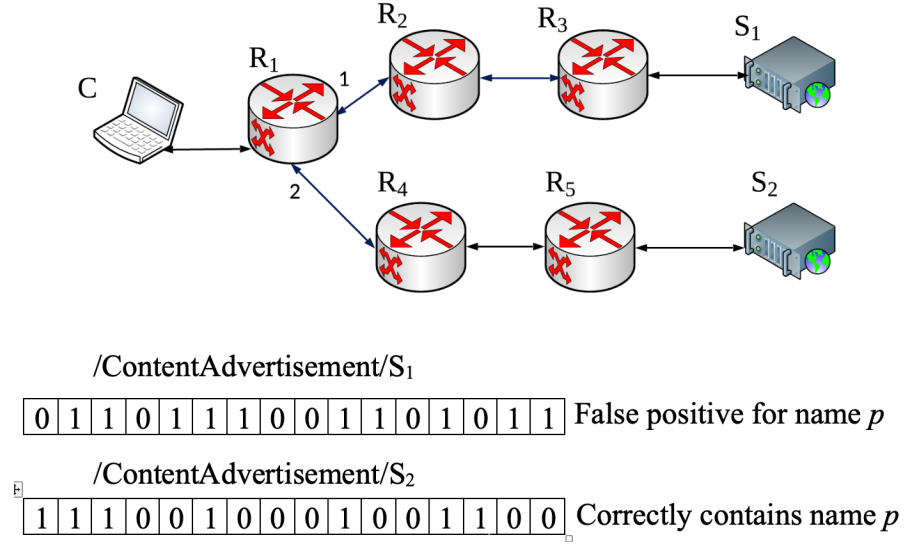 R2
R3
S1
R1
1
C
2
R4
R5
S2
/ContentAdvertisement/S1
0 1 1 0 1 1 1 0 0 1 1 0 1 0 1 1 False positive for name p
/ContentAdvertisement/S2
1 1 1 0 0 1 0 0 0 1 0 0 1 1 0 0 Correctly contains name p